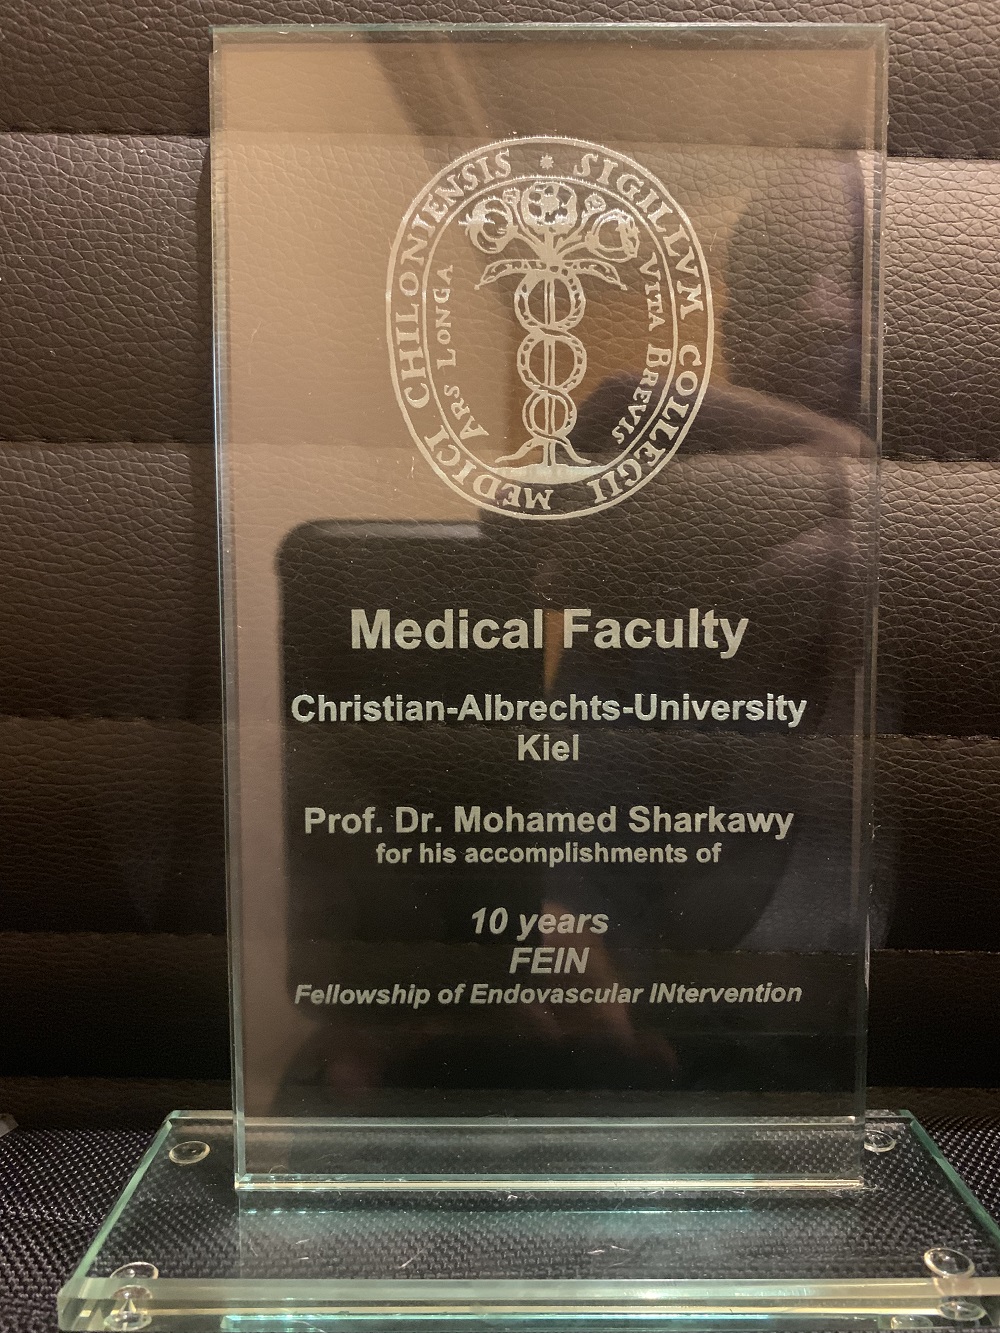 SIGILLVM COLLEGII MEDICI CHILONIENSIS
ARS LONGA
VITA BREVIS
Medical Faculty
Christian-Albrechts-University
Kiel
Prof. Dr. Mohamed Sharkawy
for his accomplishments of
10 years
FEIN
Fellowship of Endovascular INtervention